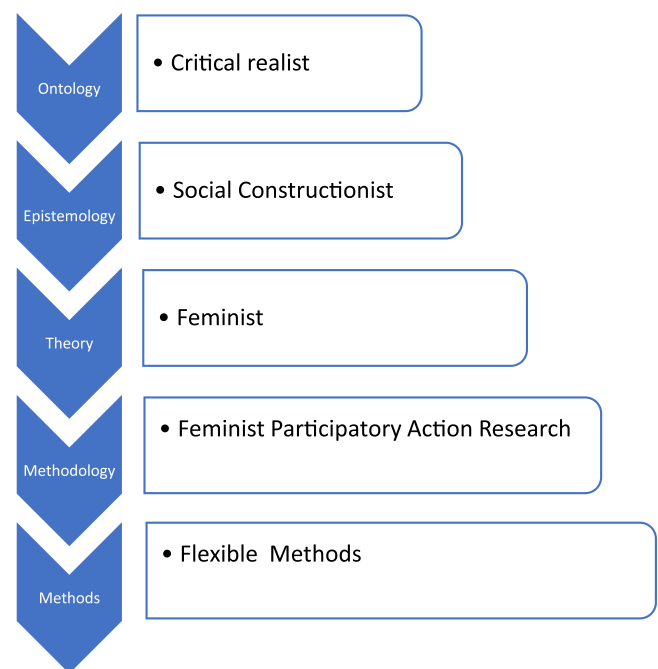 Ontology
• Critical realist
Epistemology
• Social Constructionist
Theory
• Feminist
Methodology
• Feminist Participatory Action Research
Methods
• Flexible  Methods